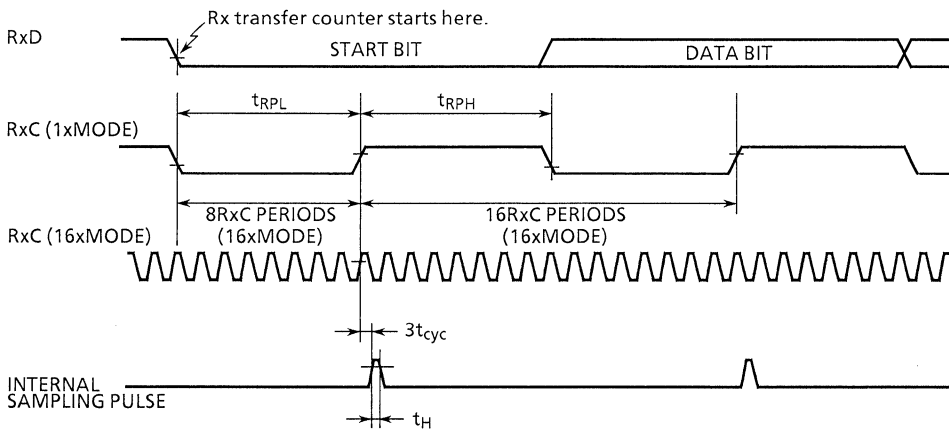 Rx transfer counter starts here.
RxD
START BIT
DATA BIT
tRPL
tRPH
RxC (1xMODE)
8RxC PERIODS
(16xMODE)
16RxC PERIODS
(16xMODE)
RxC (16xMODE)
3tcyc
INTERNAL
SAMPLING PULSE
tH